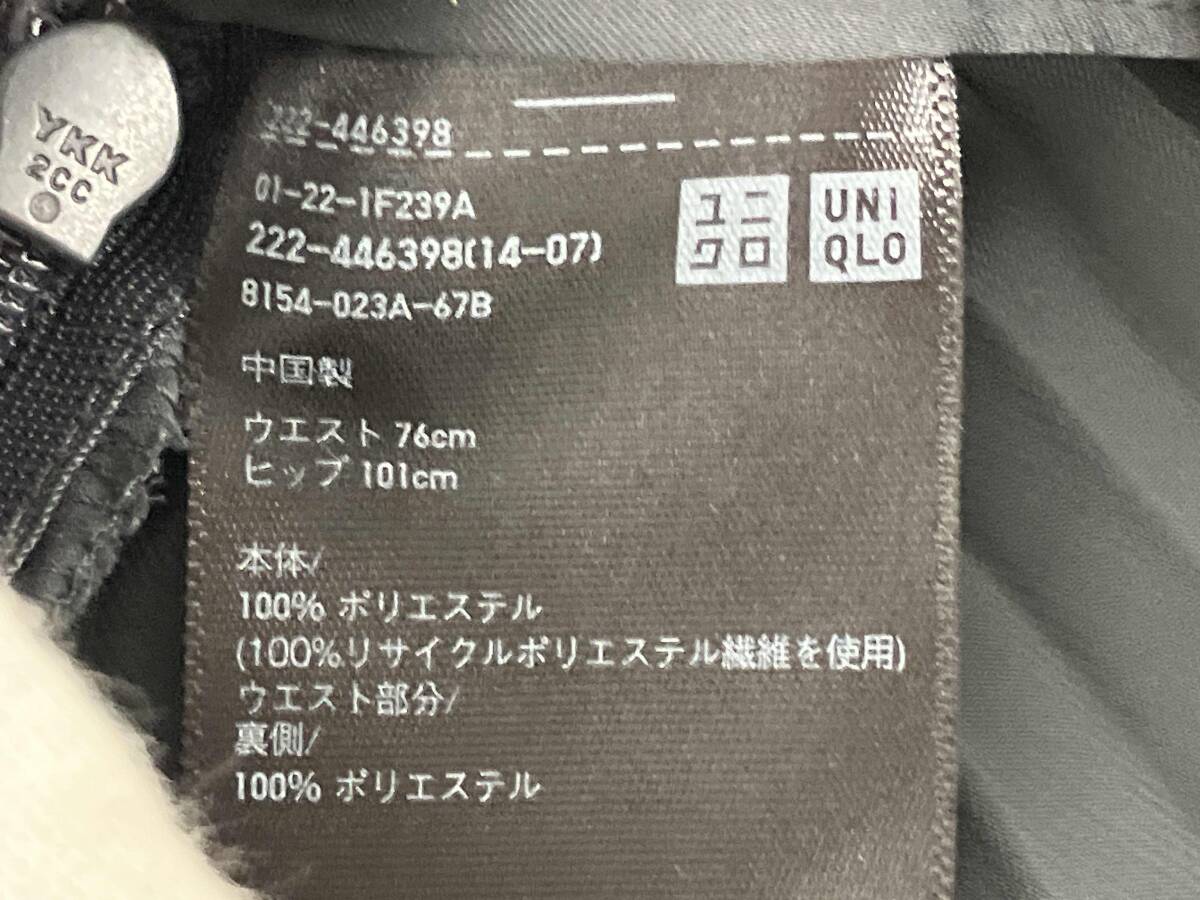 YKK
2CC
222-446398
01-22-1F239A
222-446398(14-07)
8154-023A-67B
ユニ
クロ
UNI
QLO
中国製
ウエスト 76cm
ヒップ 101cm
本体/
100% ポリエステル
(100%リサイクルポリエステル繊維を使用)
ウエスト部分/
裏側/
100% ポリエステル